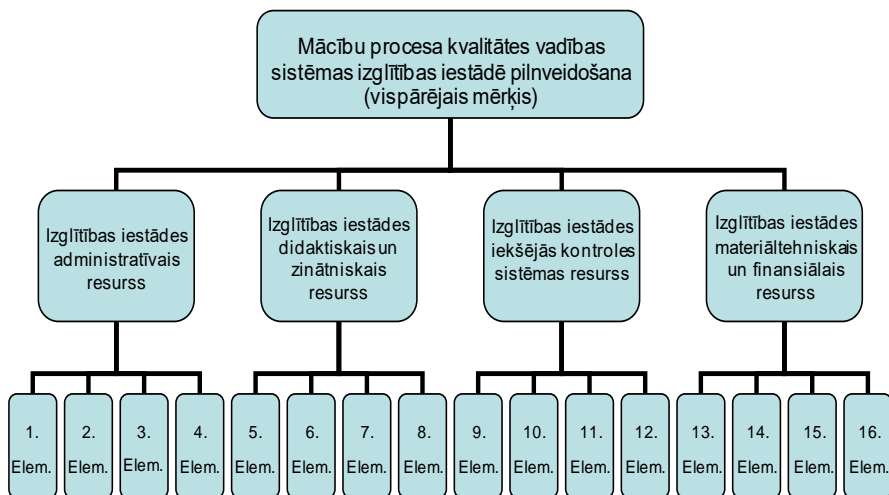 Mācību procesa kvalitātes vadības
sistēmas izglītības iestādē pilnveidošana
(vispārējais mērķis)
Izglītības iestādes
administratīvais
resurss
Izglītības iestādes
didaktiskais un
zinātniskais
resurss
Izglītības iestādes
iekšējās kontroles
sistēmas resurss
Izglītības iestādes
materiāltehniskais
un finansiālais
resurss
1.
Elem.
2.
Elem.
3.
Elem.
4.
Elem.
5.
Elem.
6.
Elem.
7.
Elem.
8.
Elem.
9.
Elem.
10.
Elem.
11.
Elem.
12.
Elem.
13.
Elem.
14.
Elem.
15.
Elem.
16.
Elem.